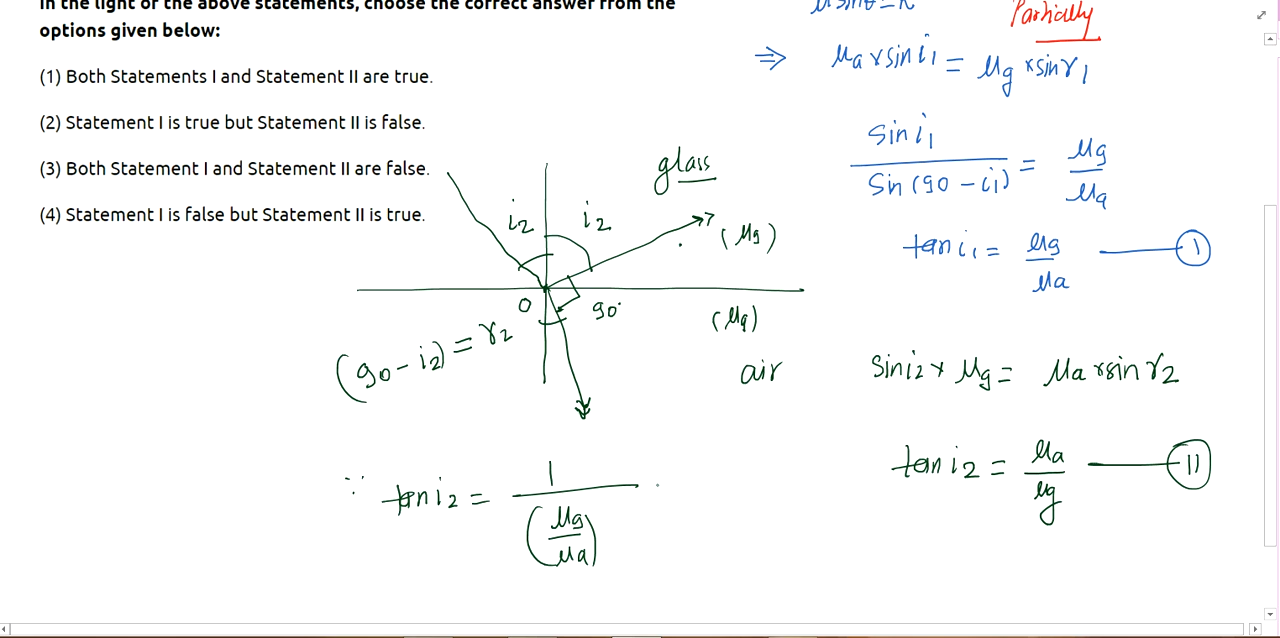 In the light of the above statements, choose the correct answer from the
options given below:
(1) Both Statements I and Statement II are true.
(2) Statement I is true but Statement II is false.
(3) Both Statement I and Statement II are false.
(4) Statement I is false but Statement II is true.
Partially
⇒ μa × sin i1 = μg × sin r1
sin i1 / sin (90 - i1) = μg / μa
tan i1 = μg / μa — (I)
glass
i2 i2
(μg)
O 90°
(μa)
(90 - i2) = r2
air
sin i2 × μg = μa × sin r2
tan i2 = μa / μg — (II)
∵ tan i2 = 1 / (μg / μa)